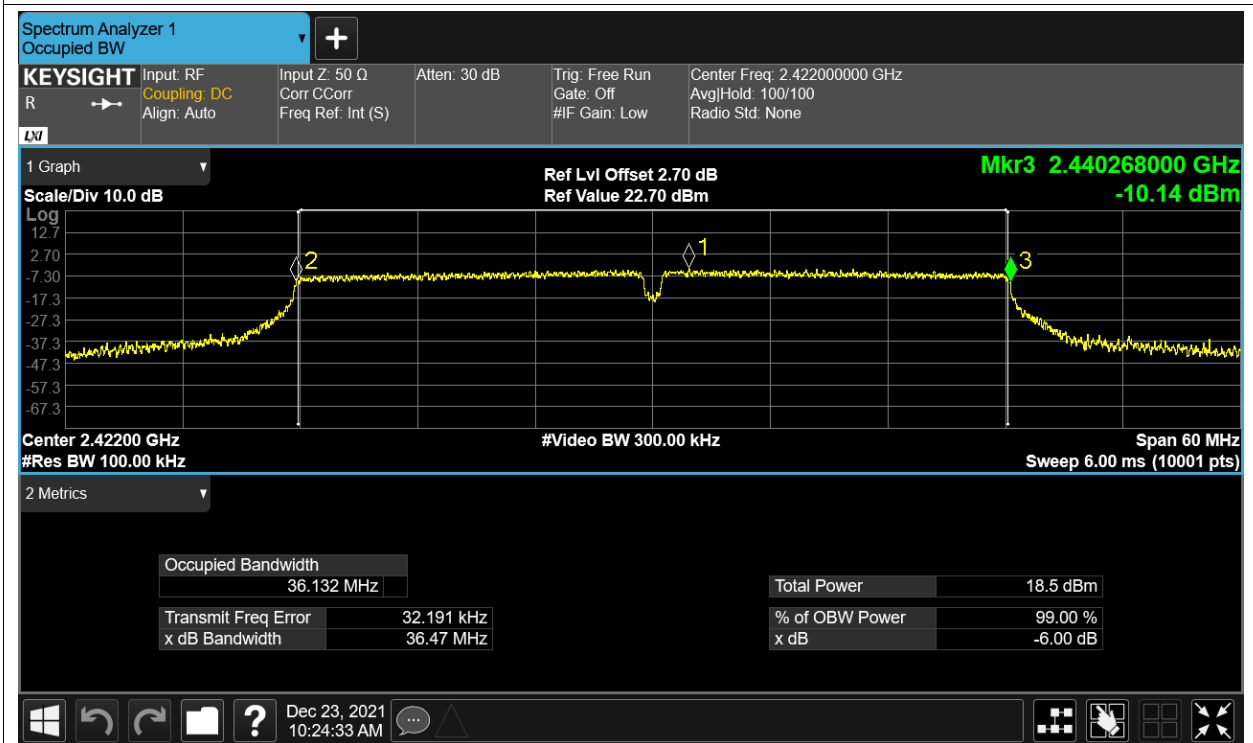 Spectrum Analyzer 1
Occupied BW
KEYSIGHT
R
LXI
Input: RF
Coupling: DC
Align: Auto
Input Z: 50 Ω
Corr CCorr
Freq Ref: Int (S)
Atten: 30 dB
Trig: Free Run
Gate: Off
#IF Gain: Low
Center Freq: 2.422000000 GHz
Avg|Hold: 100/100
Radio Std: None
1 Graph
Scale/Div 10.0 dB
Ref Lvl Offset 2.70 dB
Ref Value 22.70 dBm
Mkr3 2.440268000 GHz
-10.14 dBm
Log
12.7
2.70
-7.30
-17.3
-27.3
-37.3
-47.3
-57.3
-67.3
2
1
3
Center 2.42200 GHz
#Res BW 100.00 kHz
#Video BW 300.00 kHz
Span 60 MHz
Sweep 6.00 ms (10001 pts)
2 Metrics
Occupied Bandwidth
36.132 MHz
Transmit Freq Error 32.191 kHz
x dB Bandwidth 36.47 MHz
Total Power 18.5 dBm
% of OBW Power 99.00 %
x dB -6.00 dB
?
Dec 23, 2021
10:24:33 AM